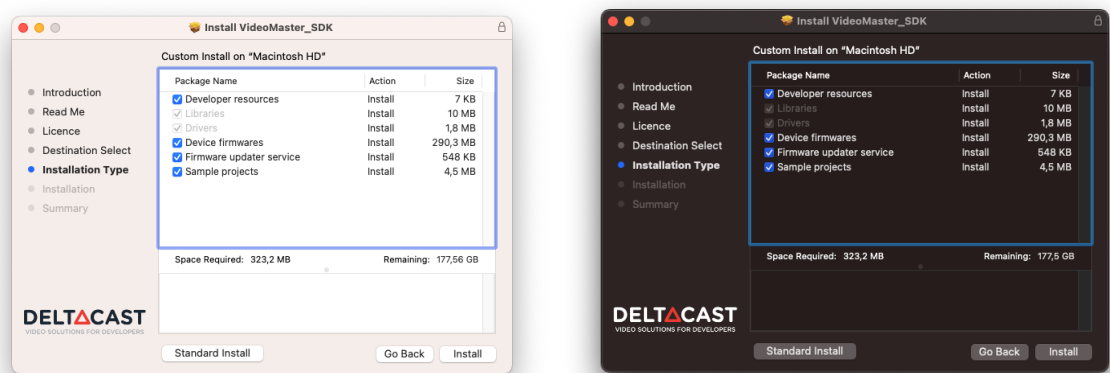 Install VideoMaster_SDK
Custom Install on “Macintosh HD”
Introduction
Read Me
Licence
Destination Select
Installation Type
Installation
Summary
Package Name Action Size
Developer resources Install 7 KB
Libraries Install 10 MB
Drivers Install 1,8 MB
Device firmwares Install 290,3 MB
Firmware updater service Install 548 KB
Sample projects Install 4,5 MB
Space Required: 323,2 MB Remaining: 177,56 GB
DELTACAST
VIDEO SOLUTIONS FOR DEVELOPERS
Standard Install Go Back Install
Install VideoMaster_SDK
Custom Install on “Macintosh HD”
Introduction
Read Me
Licence
Destination Select
Installation Type
Installation
Summary
Package Name Action Size
Developer resources Install 7 KB
Libraries Install 10 MB
Drivers Install 1,8 MB
Device firmwares Install 290,3 MB
Firmware updater service Install 548 KB
Sample projects Install 4,5 MB
Space Required: 323,2 MB Remaining: 177,5 GB
DELTACAST
VIDEO SOLUTIONS FOR DEVELOPERS
Standard Install Go Back Install